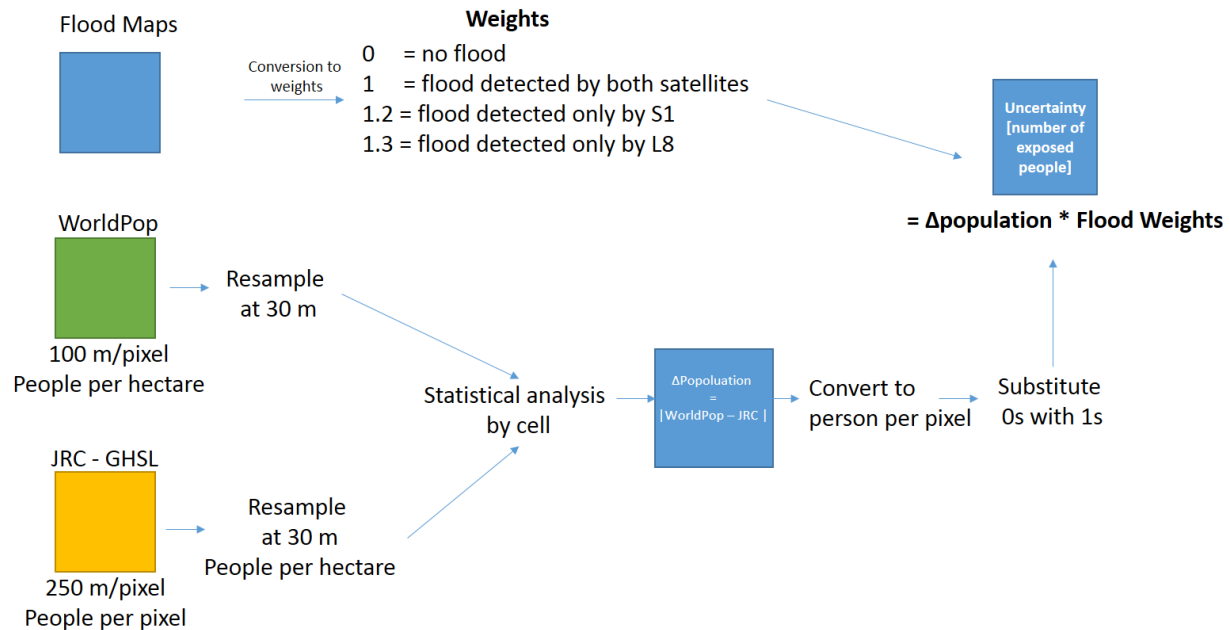 Flood Maps
Conversion to
weights
Weights
0 = no flood
1 = flood detected by both satellites
1.2 = flood detected only by S1
1.3 = flood detected only by L8
Uncertainty
[number of
exposed
people]
= Δpopulation * Flood Weights
WorldPop
100 m/pixel
People per hectare
Resample
at 30 m
JRC - GHSL
250 m/pixel
People per pixel
Resample
at 30 m
People per hectare
Statistical analysis
by cell
ΔPopoluation
=
|WorldPop – JRC |
Convert to
person per pixel
Substitute
0s with 1s